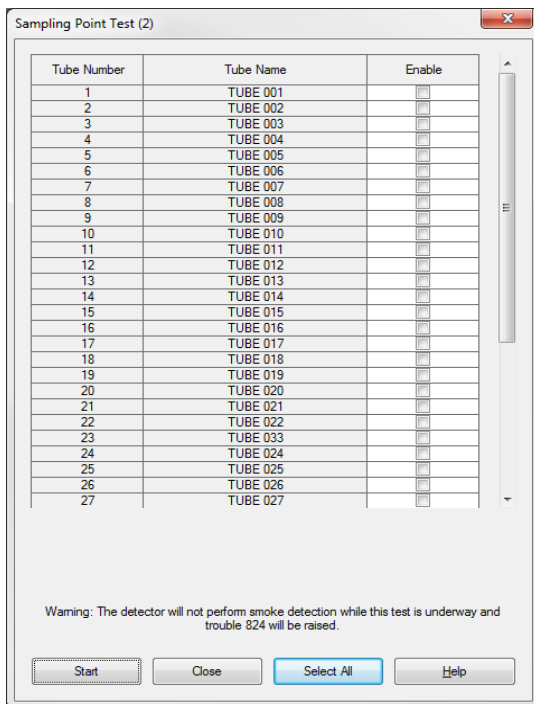 Sampling Point Test (2)
Tube Number Tube Name Enable
1 TUBE 001
2 TUBE 002
3 TUBE 003
4 TUBE 004
5 TUBE 005
6 TUBE 006
7 TUBE 007
8 TUBE 008
9 TUBE 009
10 TUBE 010
11 TUBE 011
12 TUBE 012
13 TUBE 013
14 TUBE 014
15 TUBE 015
16 TUBE 016
17 TUBE 017
18 TUBE 018
19 TUBE 019
20 TUBE 020
21 TUBE 021
22 TUBE 022
23 TUBE 033
24 TUBE 024
25 TUBE 025
26 TUBE 026
27 TUBE 027
Warning: The detector will not perform smoke detection while this test is underway and
trouble 824 will be raised.
Start Close Select All Help